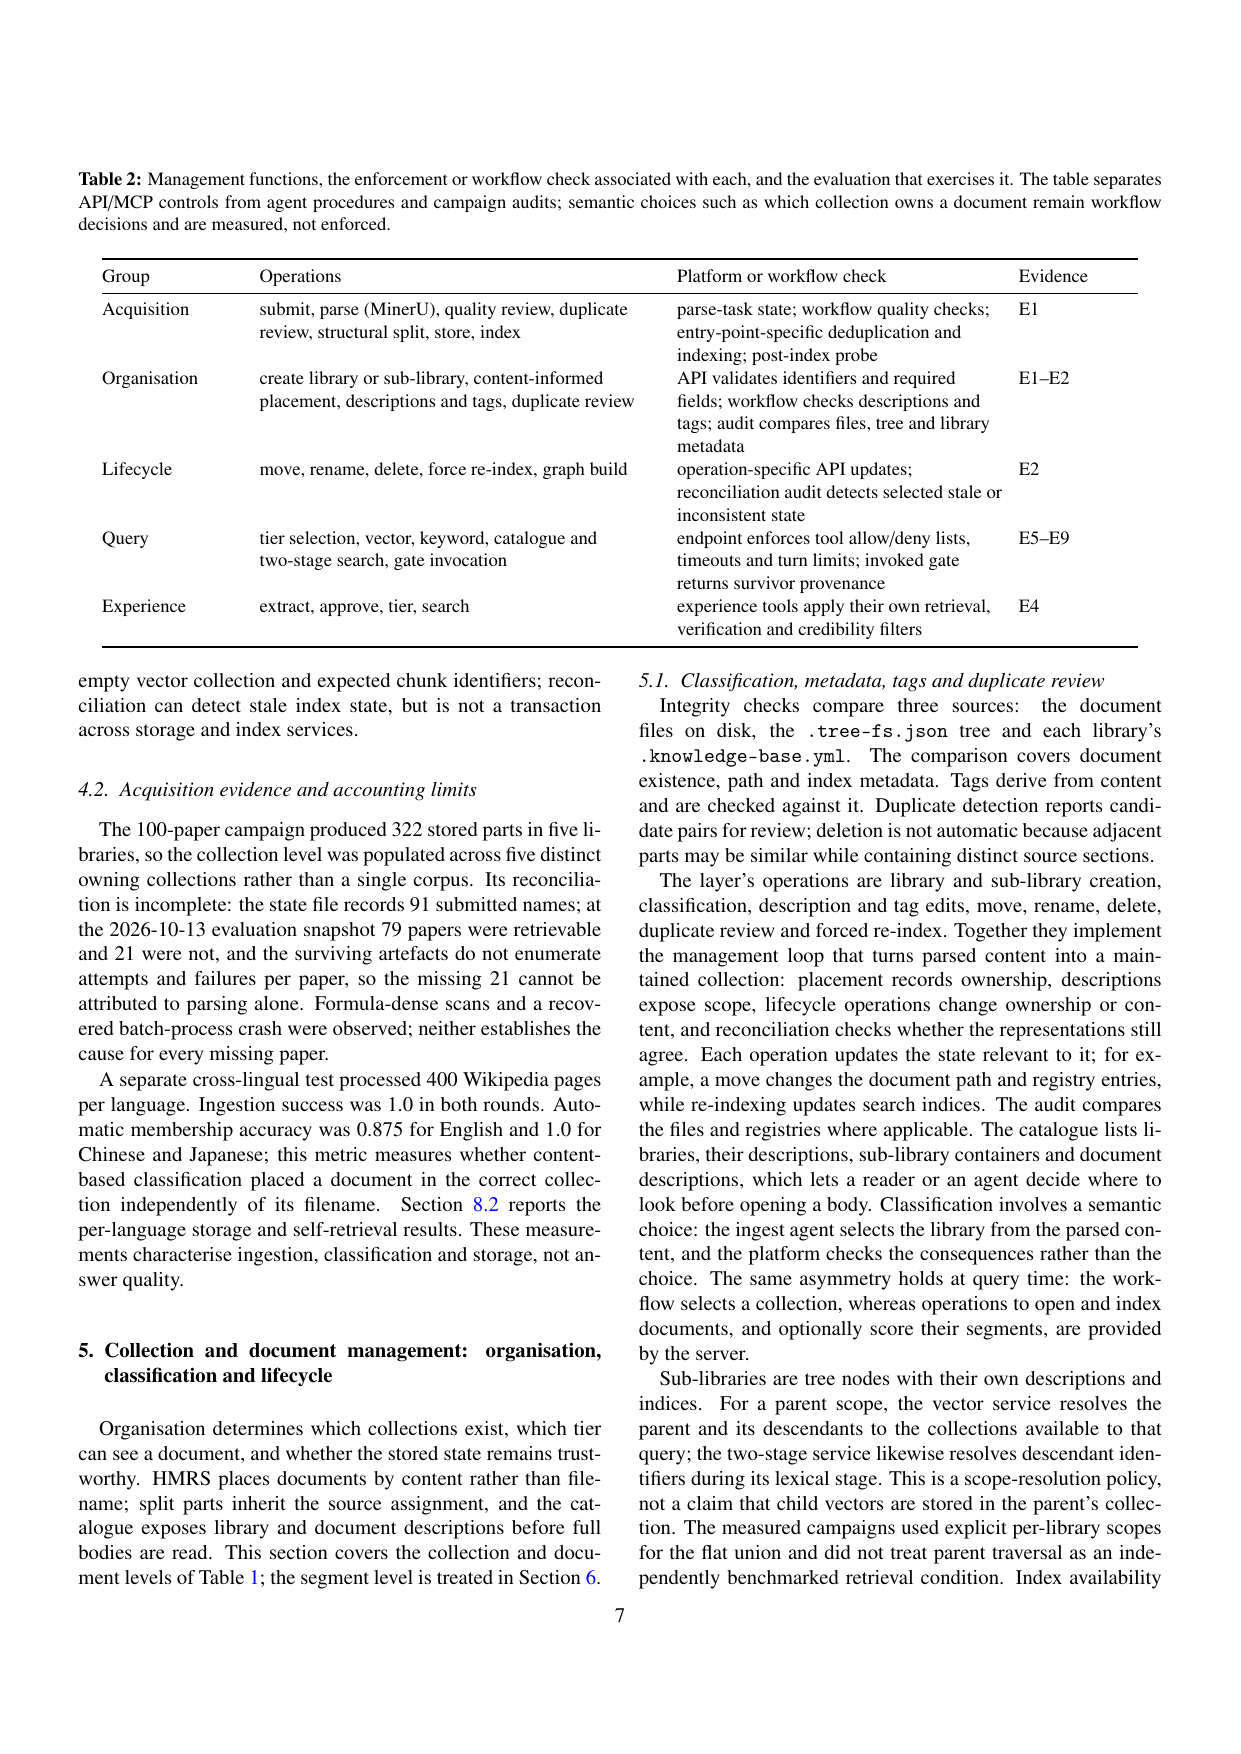 Table 2: Management functions, the enforcement or workflow check associated with each, and the evaluation that exercises it. The table separates
API/MCP controls from agent procedures and campaign audits; semantic choices such as which collection owns a document remain workflow
decisions and are measured, not enforced.
Group Operations Platform or workflow check Evidence
Acquisition submit, parse (MinerU), quality review, duplicate parse-task state; workflow quality checks; E1
review, structural split, store, index entry-point-specific deduplication and
indexing; post-index probe
Organisation create library or sub-library, content-informed API validates identifiers and required E1–E2
placement, descriptions and tags, duplicate review fields; workflow checks descriptions and
tags; audit compares files, tree and library
metadata
Lifecycle move, rename, delete, force re-index, graph build operation-specific API updates; E2
reconciliation audit detects selected stale or
inconsistent state
Query tier selection, vector, keyword, catalogue and endpoint enforces tool allow/deny lists, E5–E9
two-stage search, gate invocation timeouts and turn limits; invoked gate
returns survivor provenance
Experience extract, approve, tier, search experience tools apply their own retrieval, E4
verification and credibility filters
empty vector collection and expected chunk identifiers; recon-
ciliation can detect stale index state, but is not a transaction
across storage and index services.
4.2. Acquisition evidence and accounting limits
The 100-paper campaign produced 322 stored parts in five li-
braries, so the collection level was populated across five distinct
owning collections rather than a single corpus. Its reconcilia-
tion is incomplete: the state file records 91 submitted names; at
the 2026-10-13 evaluation snapshot 79 papers were retrievable
and 21 were not, and the surviving artefacts do not enumerate
attempts and failures per paper, so the missing 21 cannot be
attributed to parsing alone. Formula-dense scans and a recov-
ered batch-process crash were observed; neither establishes the
cause for every missing paper.
A separate cross-lingual test processed 400 Wikipedia pages
per language. Ingestion success was 1.0 in both rounds. Auto-
matic membership accuracy was 0.875 for English and 1.0 for
Chinese and Japanese; this metric measures whether content-
based classification placed a document in the correct collec-
tion independently of its filename. Section 8.2 reports the
per-language storage and self-retrieval results. These measure-
ments characterise ingestion, classification and storage, not an-
swer quality.
5. Collection and document management: organisation,
classification and lifecycle
Organisation determines which collections exist, which tier
can see a document, and whether the stored state remains trust-
worthy. HMRS places documents by content rather than file-
name; split parts inherit the source assignment, and the cat-
alogue exposes library and document descriptions before full
bodies are read. This section covers the collection and docu-
ment levels of Table 1; the segment level is treated in Section 6.
5.1. Classification, metadata, tags and duplicate review
Integrity checks compare three sources: the document
files on disk, the .tree-fs.json tree and each library's
.knowledge-base.yml. The comparison covers document
existence, path and index metadata. Tags derive from content
and are checked against it. Duplicate detection reports candi-
date pairs for review; deletion is not automatic because adjacent
parts may be similar while containing distinct source sections.
The layer's operations are library and sub-library creation,
classification, description and tag edits, move, rename, delete,
duplicate review and forced re-index. Together they implement
the management loop that turns parsed content into a main-
tained collection: placement records ownership, descriptions
expose scope, lifecycle operations change ownership or con-
tent, and reconciliation checks whether the representations still
agree. Each operation updates the state relevant to it; for ex-
ample, a move changes the document path and registry entries,
while re-indexing updates search indices. The audit compares
the files and registries where applicable. The catalogue lists li-
braries, their descriptions, sub-library containers and document
descriptions, which lets a reader or an agent decide where to
look before opening a body. Classification involves a semantic
choice: the ingest agent selects the library from the parsed con-
tent, and the platform checks the consequences rather than the
choice. The same asymmetry holds at query time: the work-
flow selects a collection, whereas operations to open and index
documents, and optionally score their segments, are provided
by the server.
Sub-libraries are tree nodes with their own descriptions and
indices. For a parent scope, the vector service resolves the
parent and its descendants to the collections available to that
query; the two-stage service likewise resolves descendant iden-
tifiers during its lexical stage. This is a scope-resolution policy,
not a claim that child vectors are stored in the parent's collec-
tion. The measured campaigns used explicit per-library scopes
for the flat union and did not treat parent traversal as an inde-
pendently benchmarked retrieval condition. Index availability
7